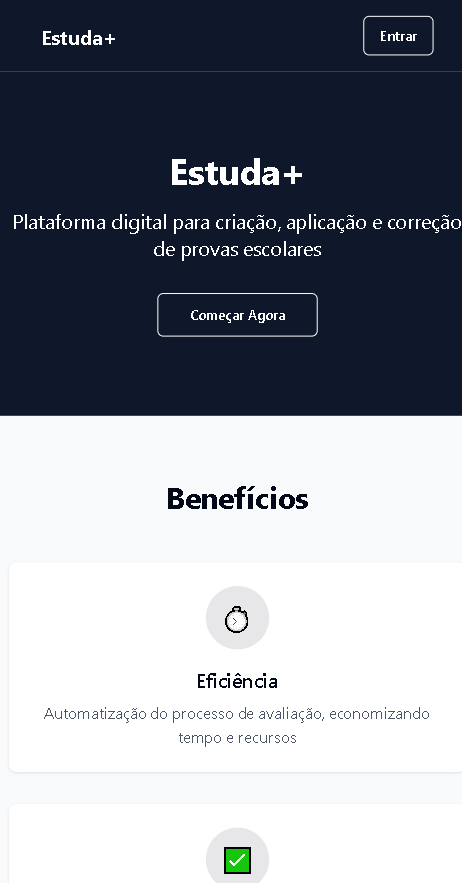 Estuda+
Entrar
Estuda+
Plataforma digital para criação, aplicação e correção
de provas escolares
Começar Agora
Benefícios
Eficiência
Automatização do processo de avaliação, economizando
tempo e recursos